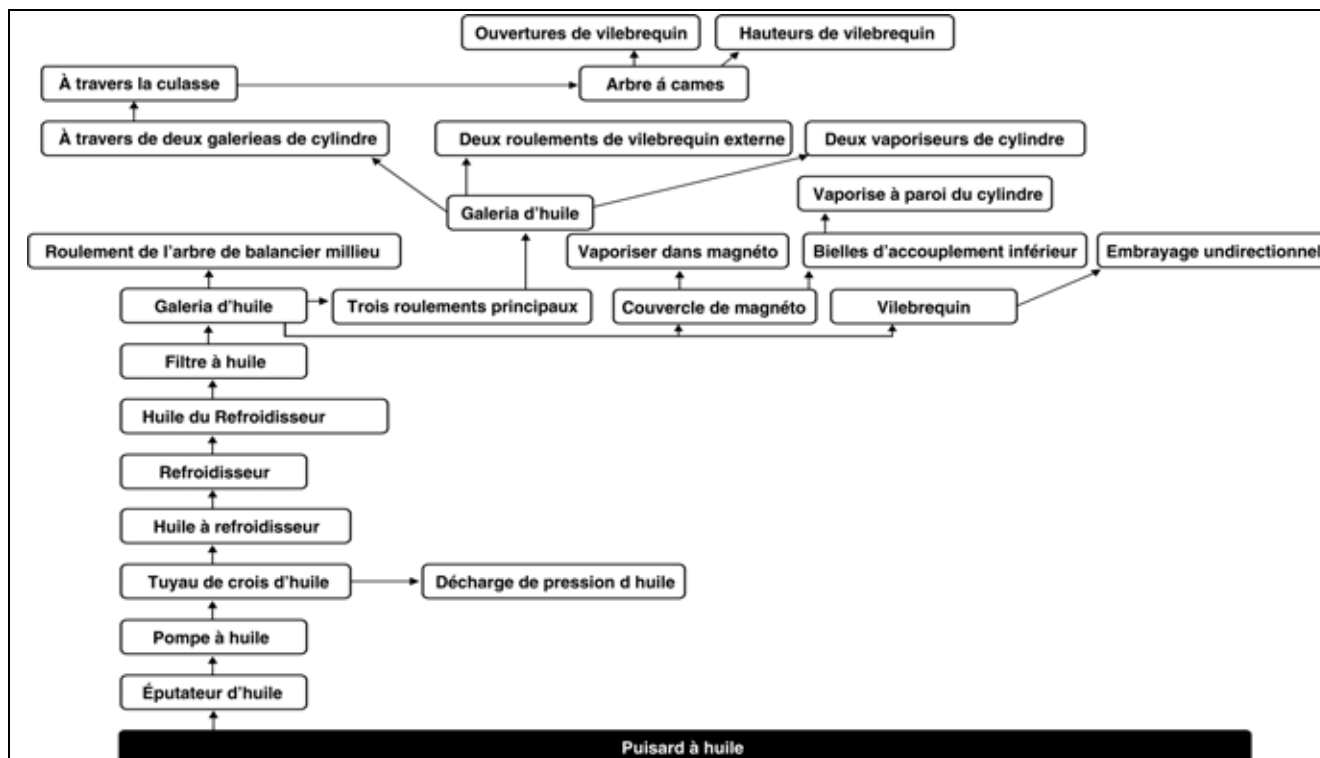 Ouvertures de vilebrequin
Hauteurs de vilebrequin
À travers la culasse
Arbre á cames
À travers de deux galerieas de cylindre
Deux roulements de vilebrequin externe
Deux vaporiseurs de cylindre
Vaporise à paroi du cylindre
Galeria d'huile
Roulement de l'arbre de balancier millieu
Vaporiser dans magnéto
Bielles d'accouplement inférieur
Embrayage undirectionnel
Galeria d'huile
Trois roulements principaux
Couvercle de magnéto
Vilebrequin
Filtre à huile
Huile du Refroidisseur
Refroidisseur
Huile à refroidisseur
Tuyau de crois d'huile
Décharge de pression d huile
Pompe à huile
Éputateur d'huile
Puisard à huile